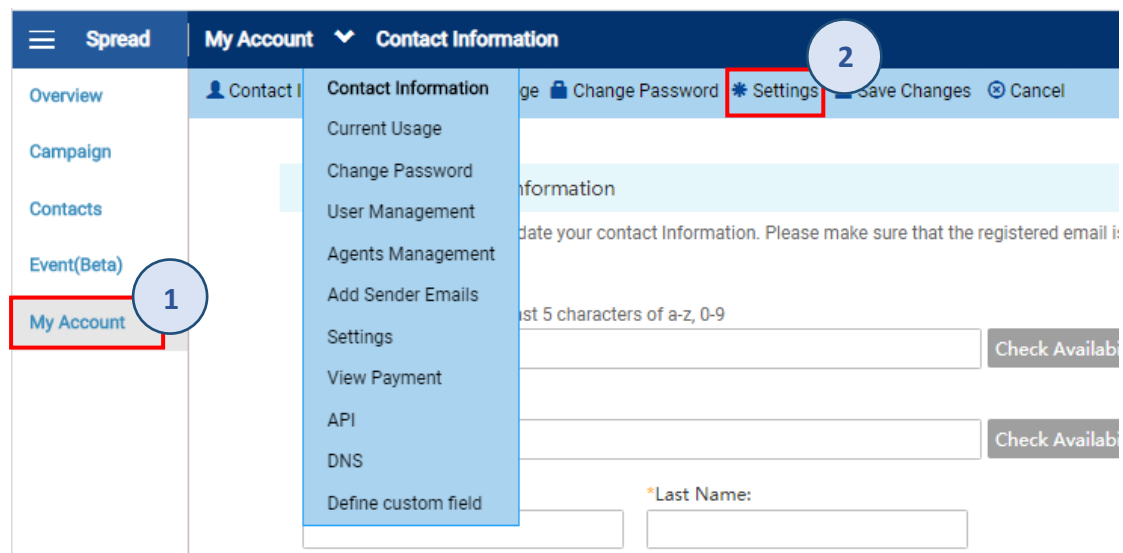 Spread
My Account Contact Information
2
Contact I ge Change Password Settings Save Changes Cancel
Overview
Campaign
Contacts
Event(Beta)
1
My Account
Contact Information
Current Usage
Change Password
User Management
Agents Management
Add Sender Emails
Settings
View Payment
API
DNS
Define custom field
nformation
date your contact Information. Please make sure that the registered email is
st 5 characters of a-z, 0-9
Check Availabi
Check Availabi
*Last Name: